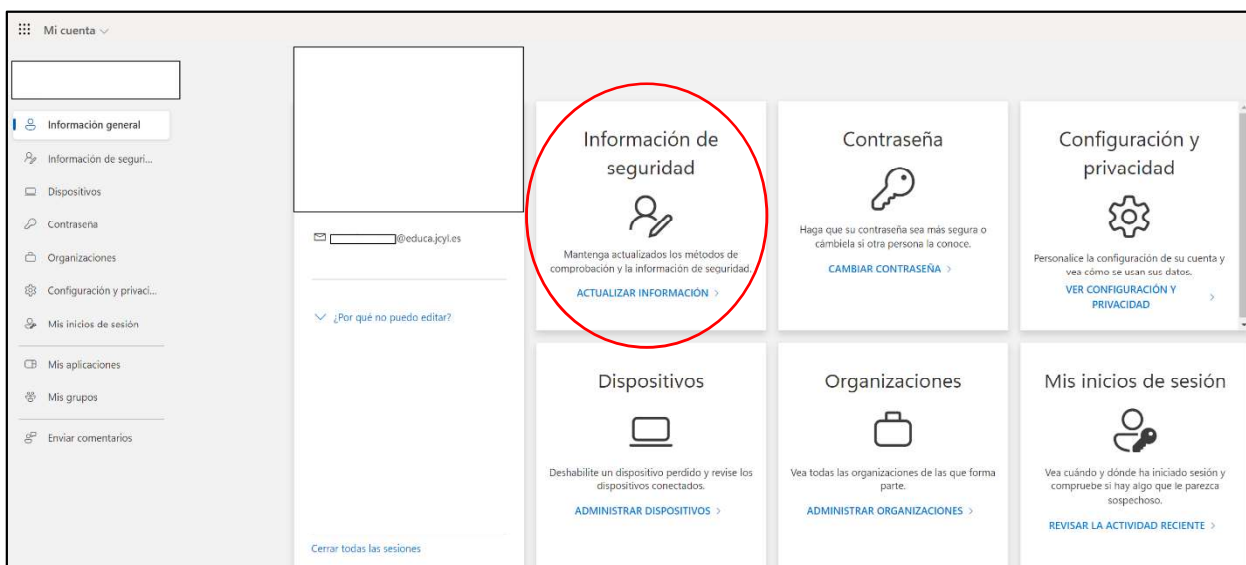 Mi cuenta
Información general
Información de seguri...
Dispositivos
Contraseña
Organizaciones
Configuración y privaci...
Mis inicios de sesión
Mis aplicaciones
Mis grupos
Enviar comentarios
@educa.jcyl.es
¿Por qué no puedo editar?
Cerrar todas las sesiones
Información de
seguridad
Mantenga actualizados los métodos de
comprobación y la información de seguridad.
ACTUALIZAR INFORMACIÓN >
Contraseña
Haga que su contraseña sea más segura o
cámbiela si otra persona la conoce.
CAMBIAR CONTRASEÑA >
Configuración y
privacidad
Personalice la configuración de su cuenta y
vea cómo se usan sus datos.
VER CONFIGURACIÓN Y
PRIVACIDAD >
Dispositivos
Deshabilite un dispositivo perdido y revise los
dispositivos conectados.
ADMINISTRAR DISPOSITIVOS >
Organizaciones
Vea todas las organizaciones de las que forma
parte.
ADMINISTRAR ORGANIZACIONES >
Mis inicios de sesión
Vea cuándo y dónde ha iniciado sesión y
compruebe si hay algo que le parezca
sospechoso.
REVISAR LA ACTIVIDAD RECIENTE >